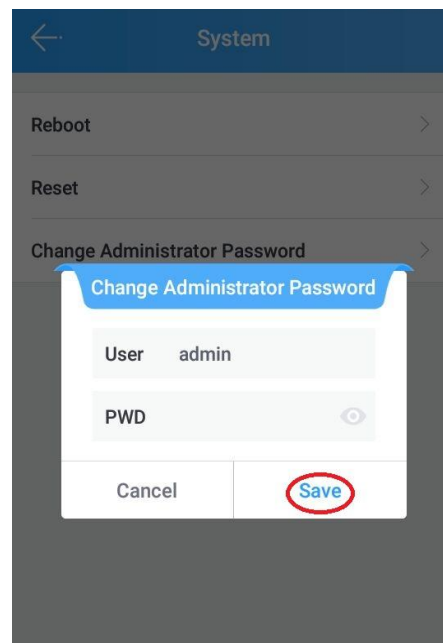 System
Reboot
Reset
Change Administrator Password
Change Administrator Password
User admin
PWD
Cancel Save